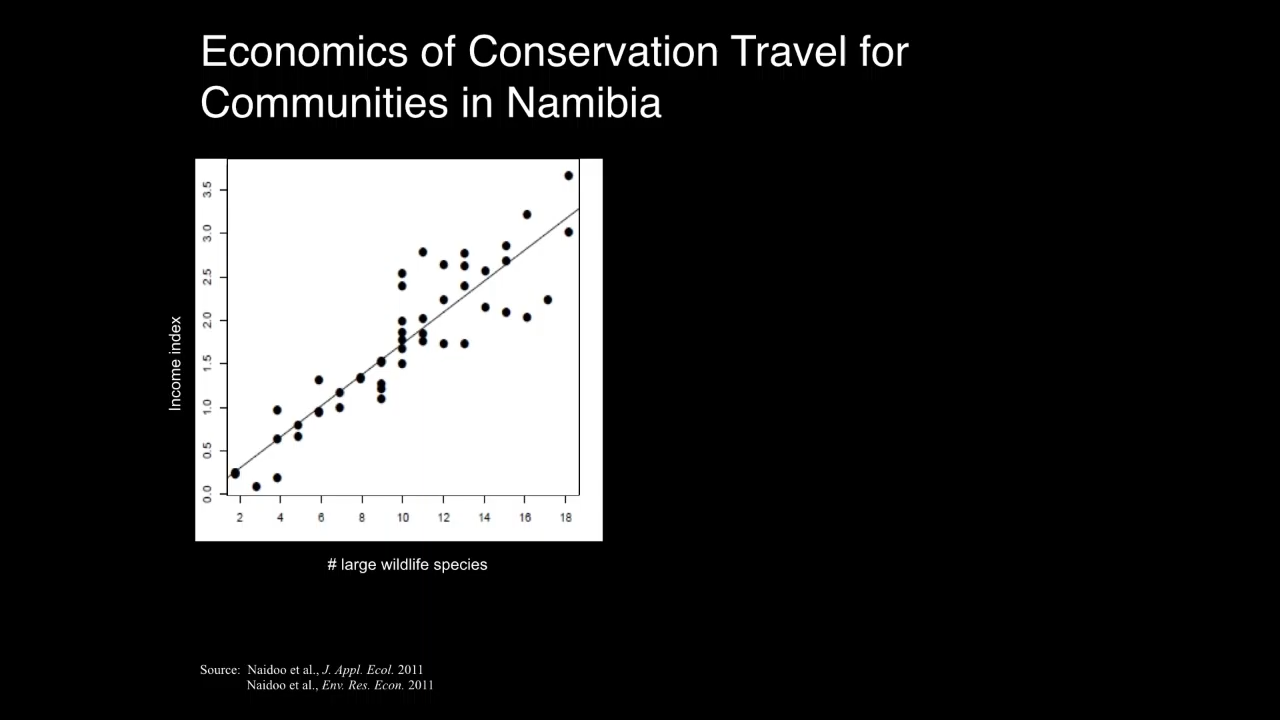 Economics of Conservation Travel for
Communities in Namibia
3.5
3.0
2.5
2.0
1.5
1.0
0.5
0.0
Income index
2 4 6 8 10 12 14 16 18
# large wildlife species
Source: Naidoo et al., J. Appl. Ecol. 2011
Naidoo et al., Env. Res. Econ. 2011